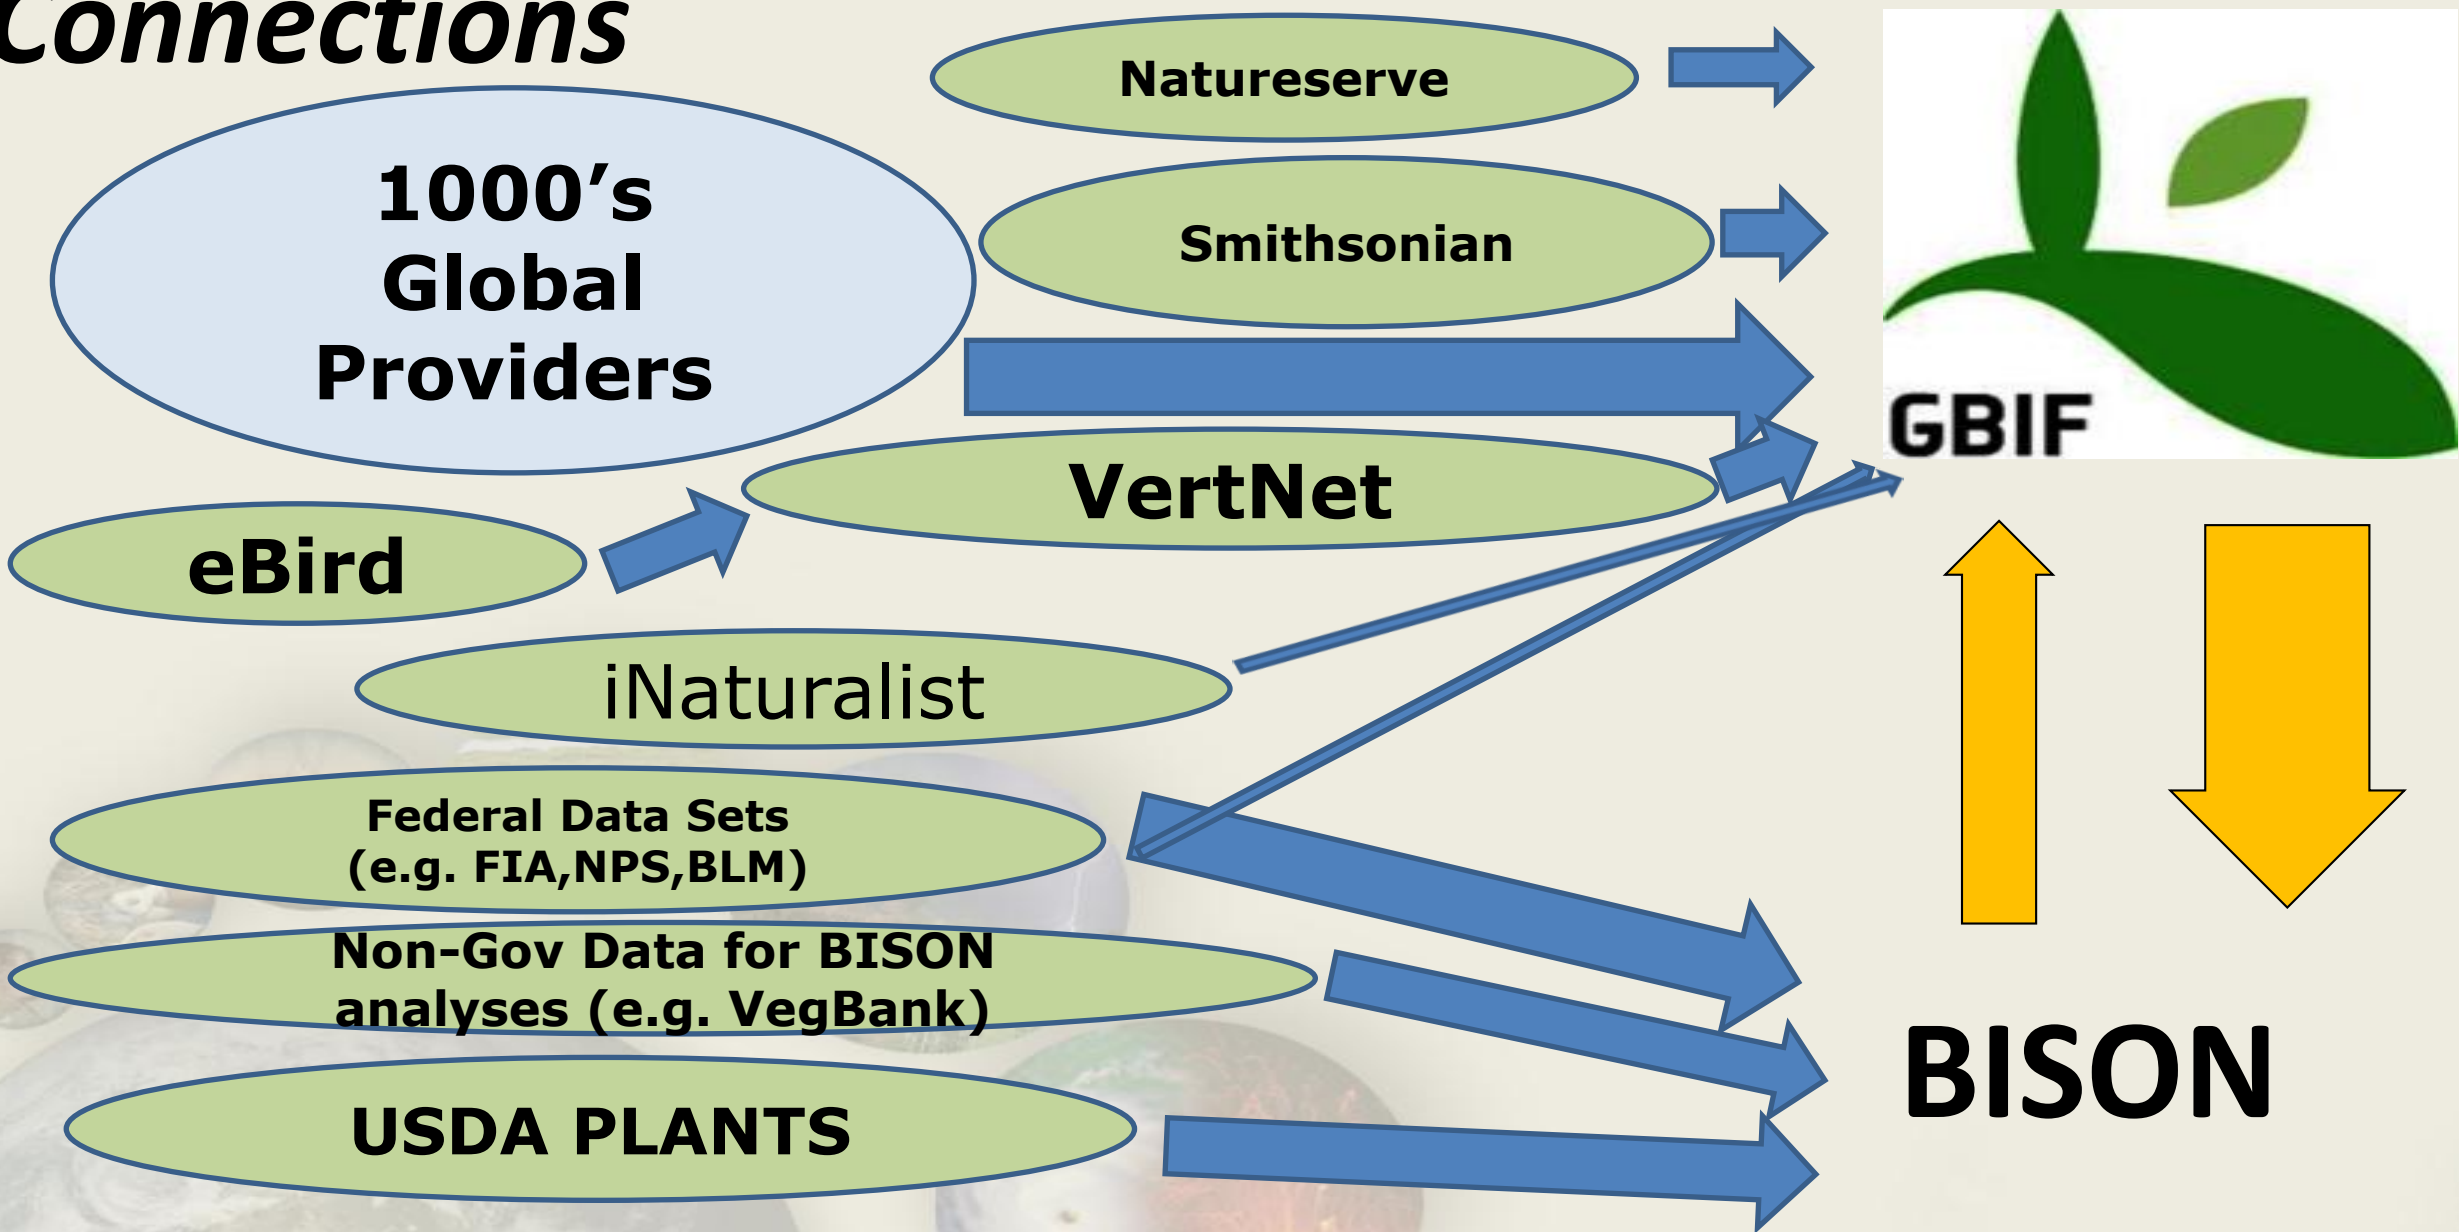 Connections
Natureserve
1000’s
Global
Providers
Smithsonian
GBIF
VertNet
eBird
iNaturalist
Federal Data Sets
(e.g. FIA,NPS,BLM)
Non-Gov Data for BISON
analyses (e.g. VegBank)
BISON
USDA PLANTS